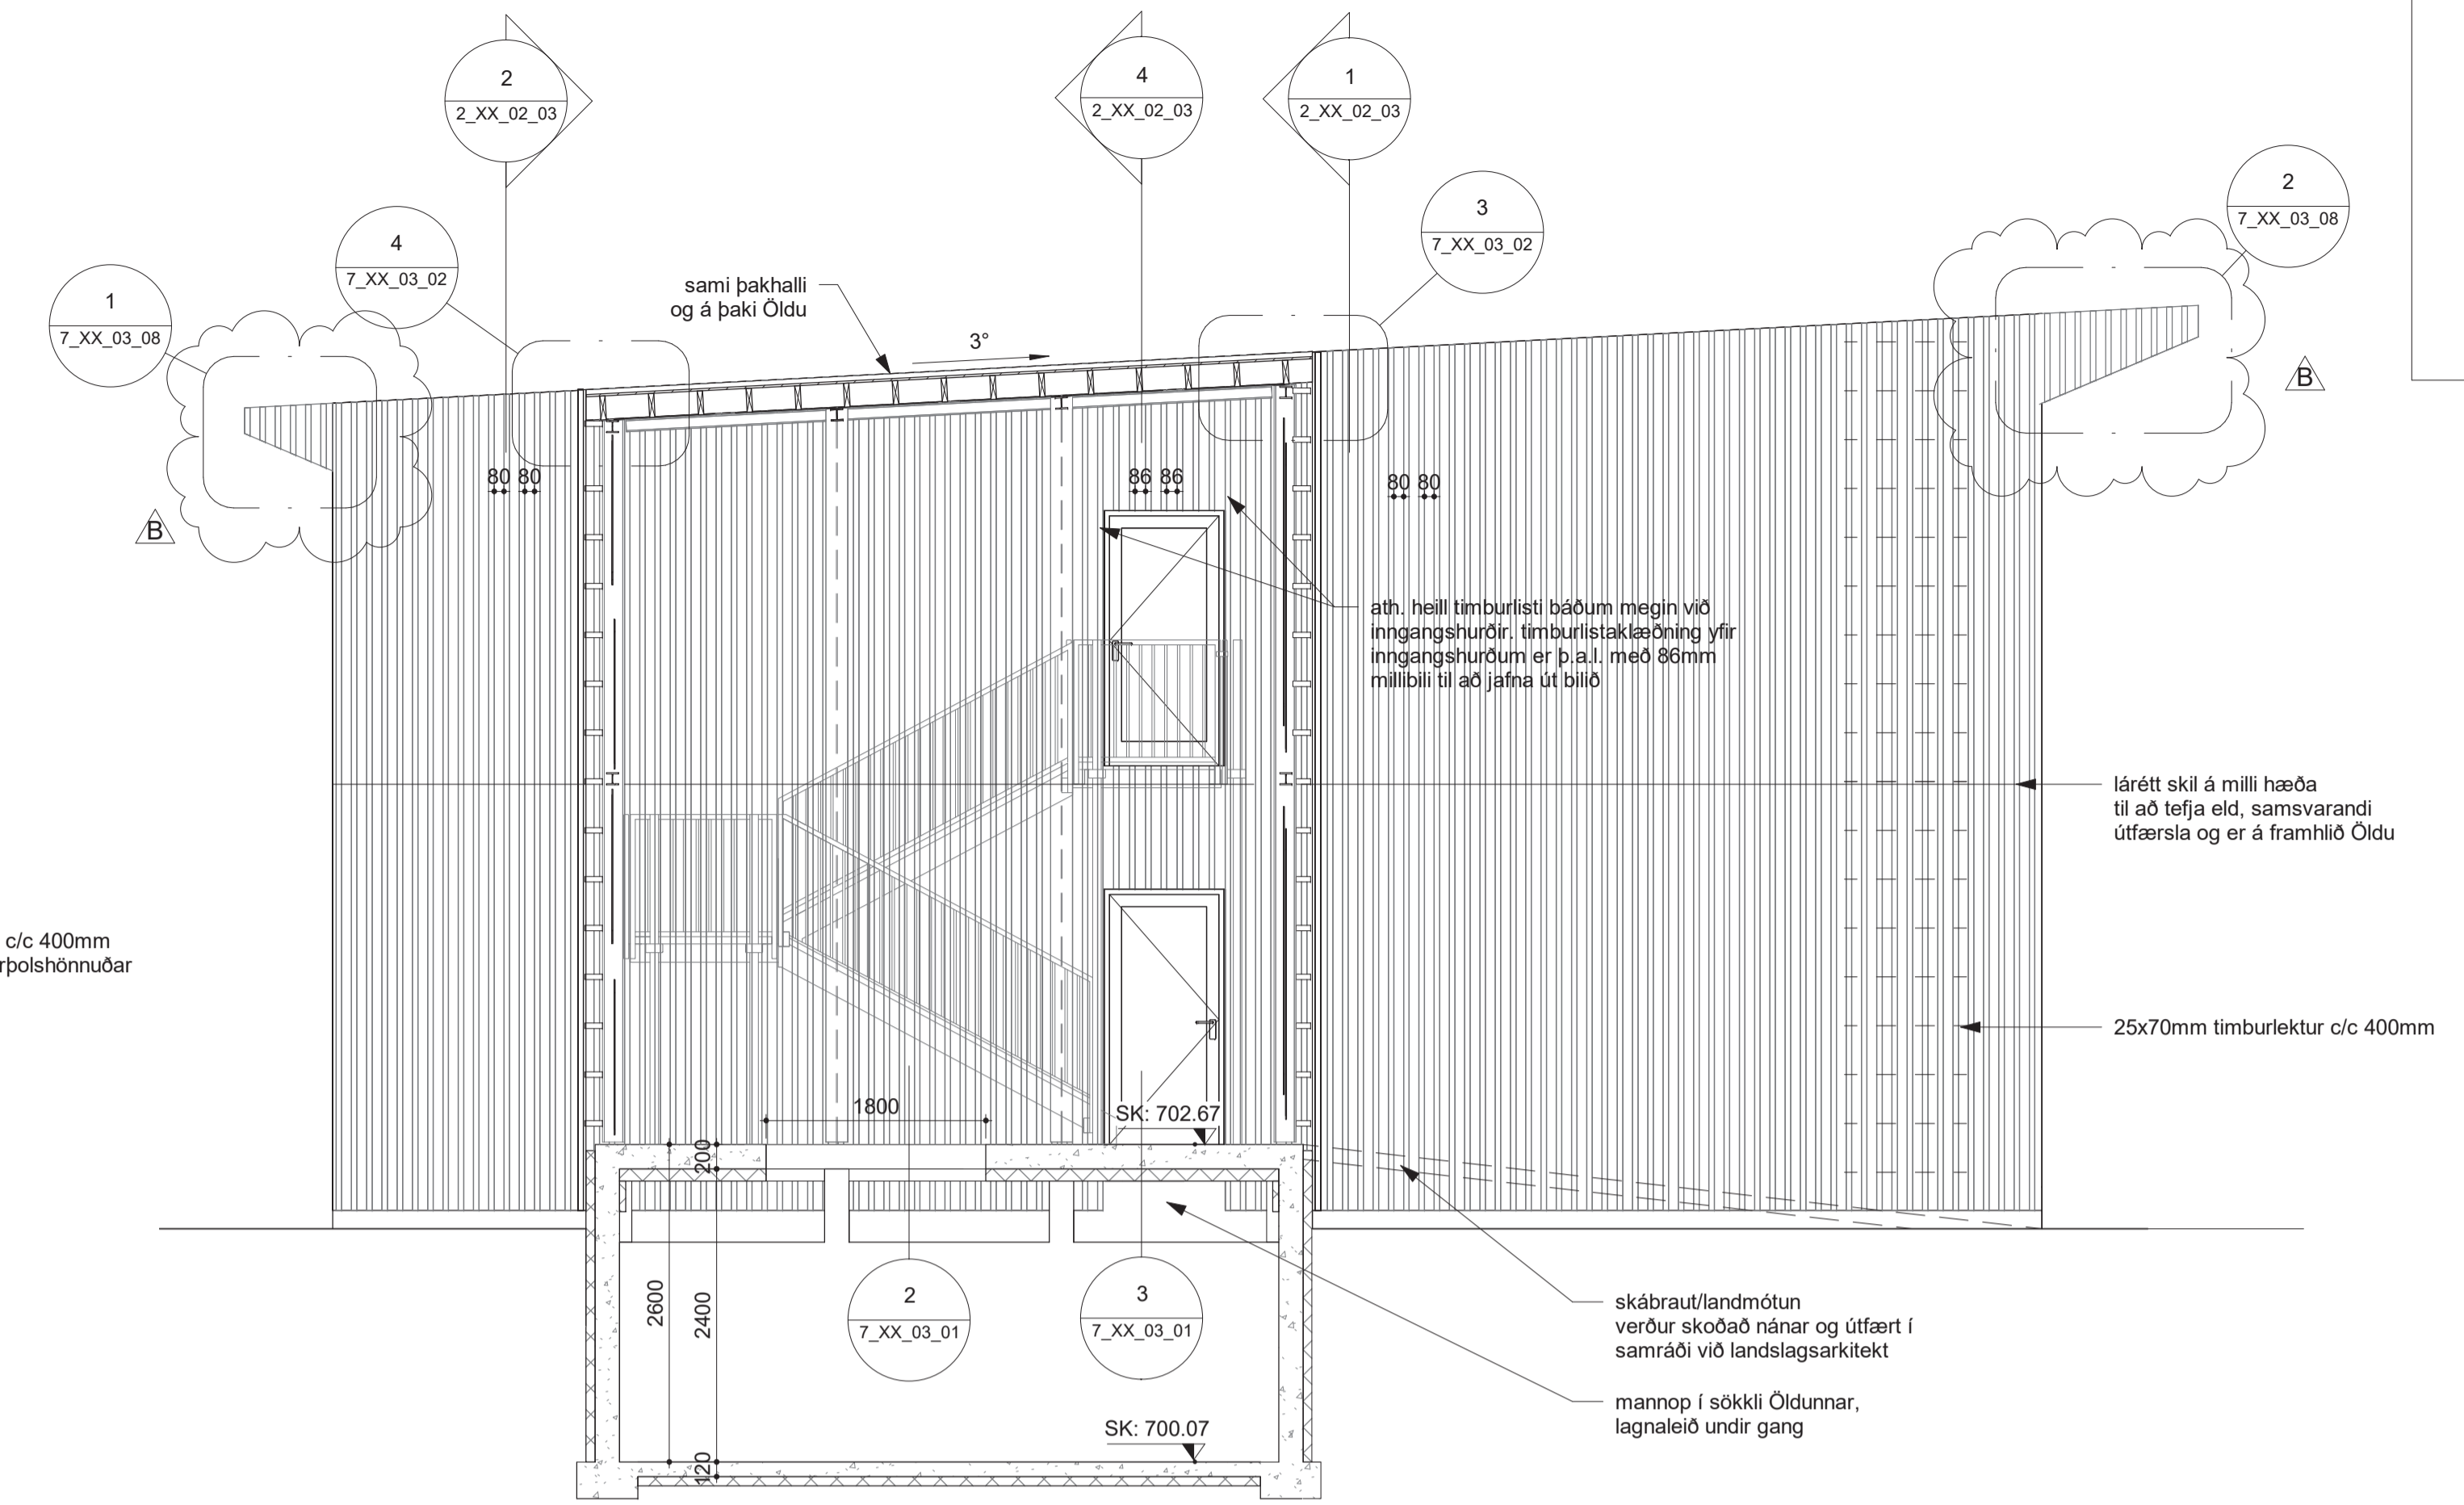 2
2_XX_02_03
4
2_XX_02_03
1
2_XX_02_03
2
7_XX_03_08
3
7_XX_03_02
4
7_XX_03_02
1
7_XX_03_08
sami þakhalli
og á þaki Öldu
3°
B
B
80 80
86 86
80 80
ath. heill timburlisti báðum megin við
inngangshurðir. timburlistaklæðning yfir
inngangshurðum er þ.a.l. með 86mm
millibili til að jafna út bilið
lárétt skil á milli hæða
til að tefja eld, samsvarandi
útfærsla og er á framhlið Öldu
c/c 400mm
rþolshönnuðar
25x70mm timburlektur c/c 400mm
1800
SK: 702.67
200
2600
2400
2
7_XX_03_01
3
7_XX_03_01
skábraut/landmótun
verður skoðað nánar og útfært í
samráði við landslagsarkitekt
mannop í sökkli Öldunnar,
lagnaleið undir gang
SK: 700.07
120